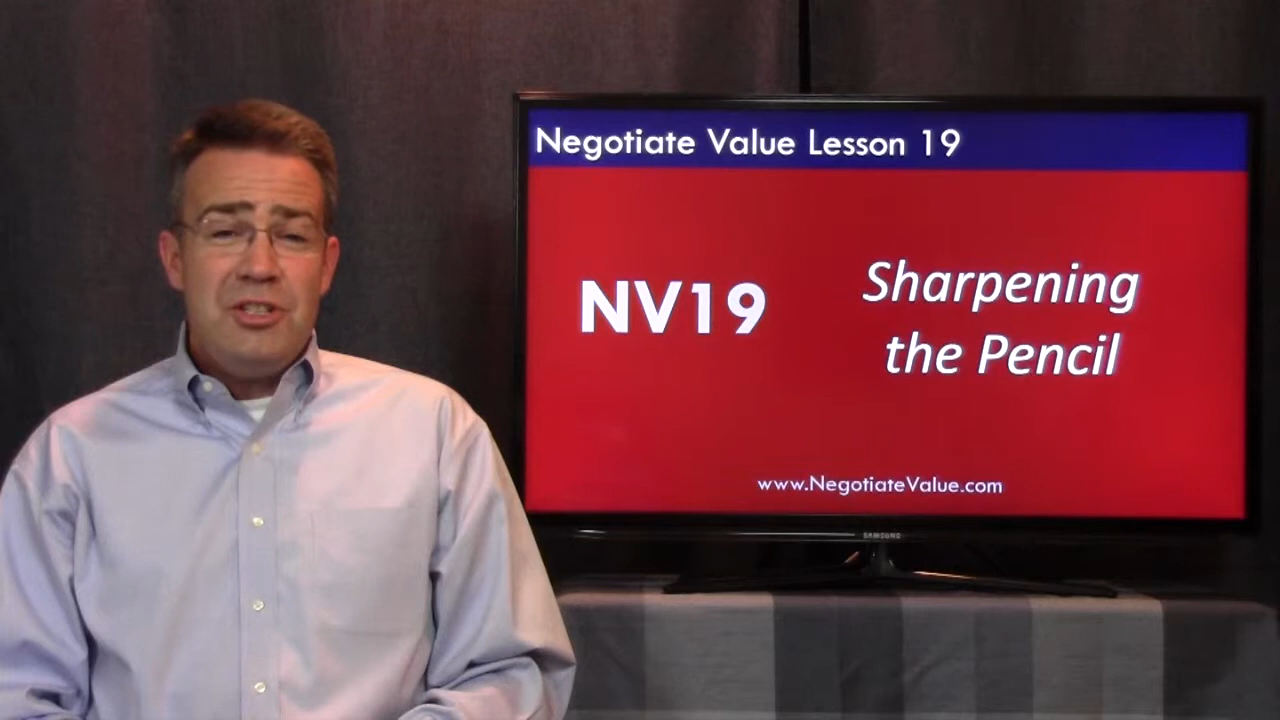 Negotiate Value Lesson 19
NV19
Sharpening
the Pencil
www.NegotiateValue.com
SAMSUNG